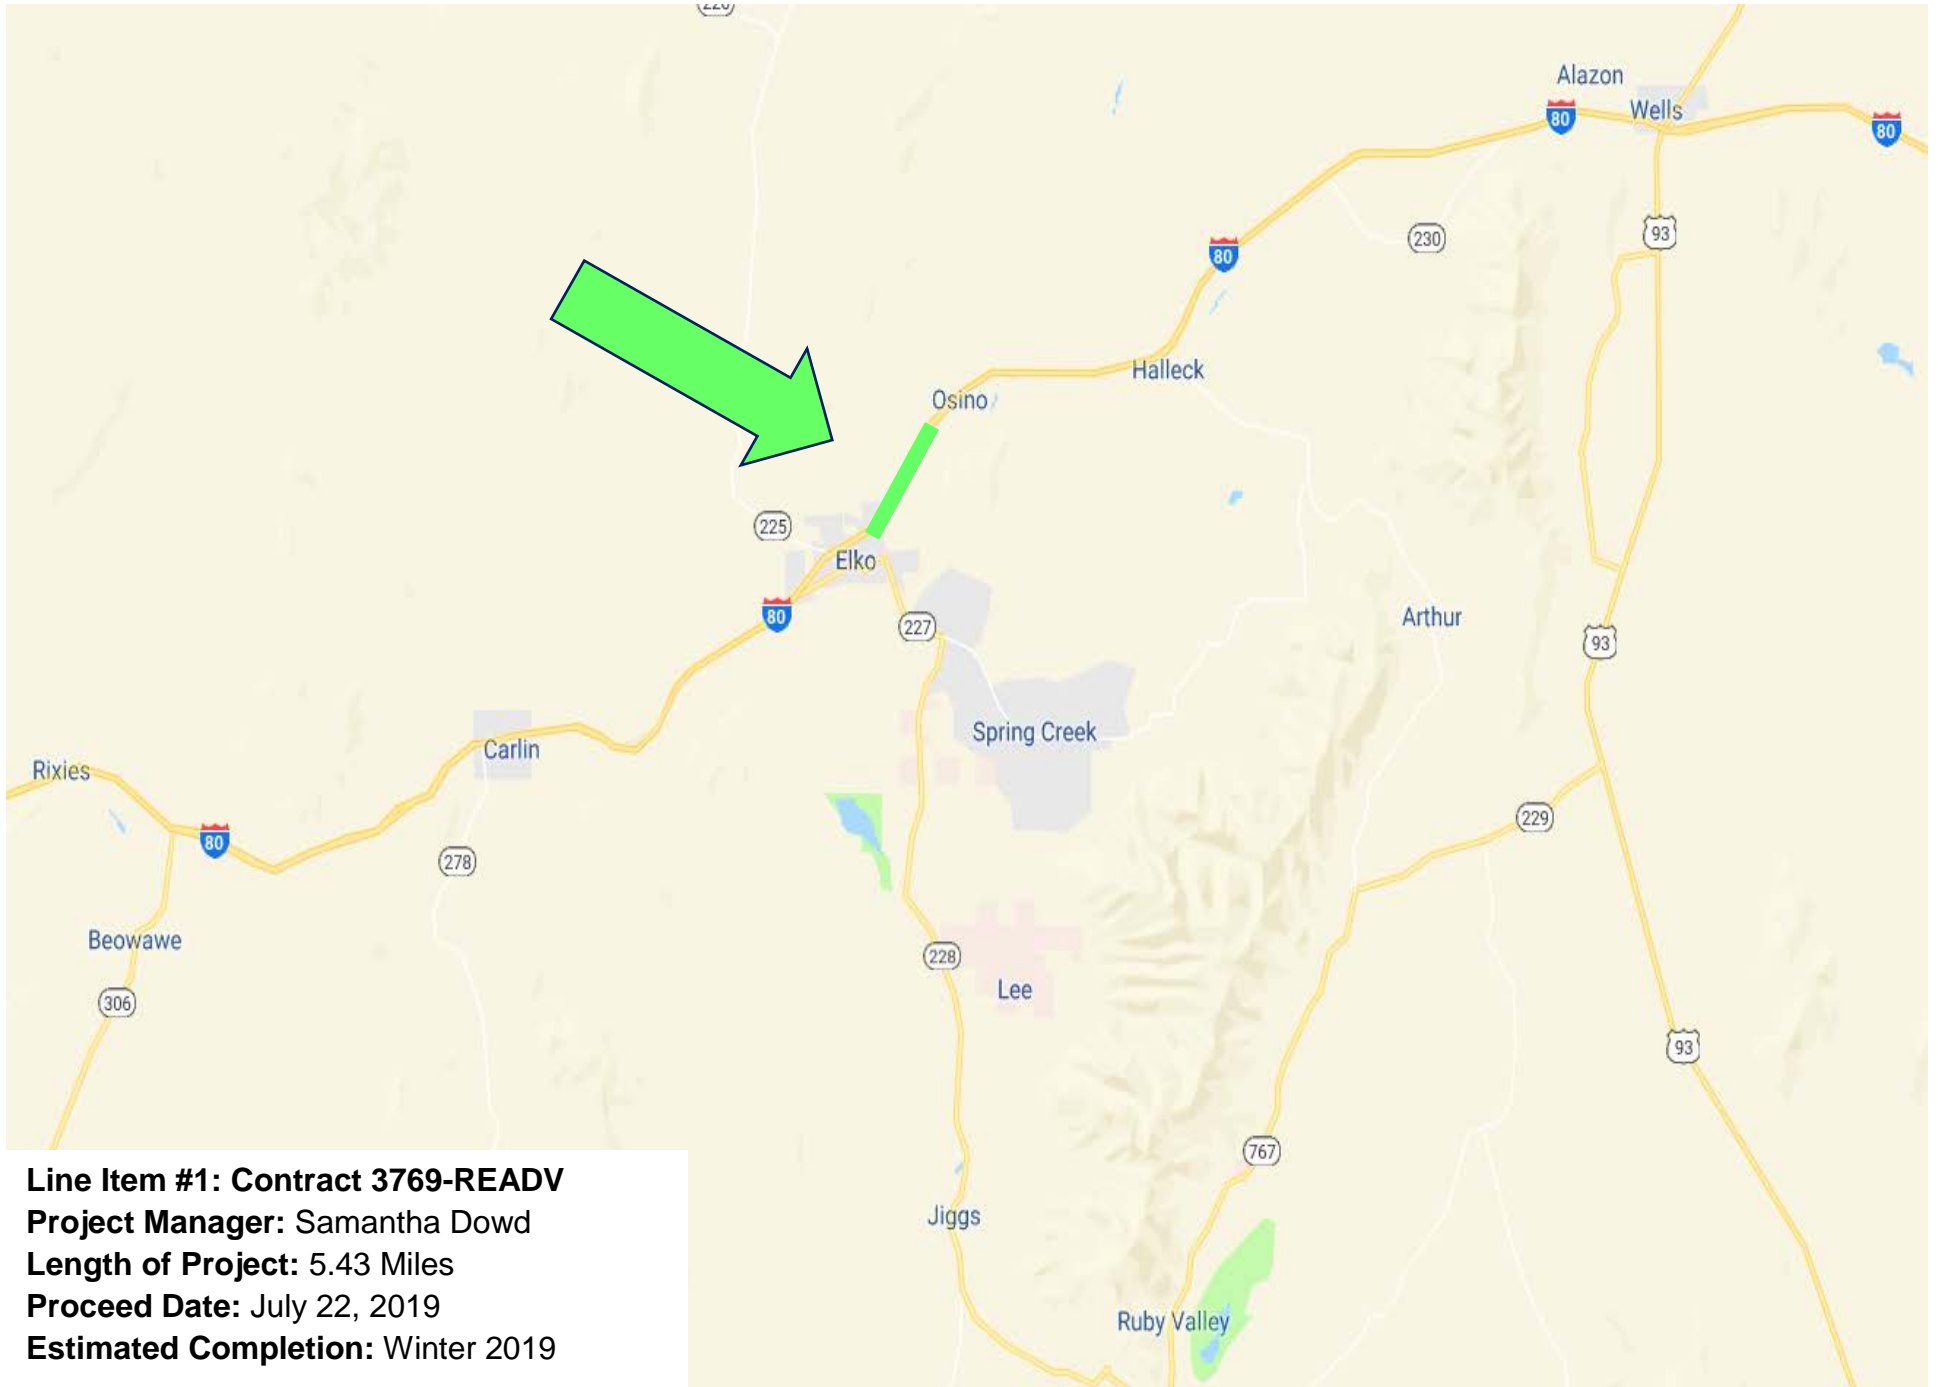 226
Alazon
Wells
80
80
93
230
80
Halleck
Osino
225
Elko
80
227
Arthur
93
Spring Creek
Carlin
Rixies
80
229
278
Beowawe
228
Lee
306
93
767
Jiggs
Ruby Valley
Line Item #1: Contract 3769-READV
Project Manager: Samantha Dowd
Length of Project: 5.43 Miles
Proceed Date: July 22, 2019
Estimated Completion: Winter 2019